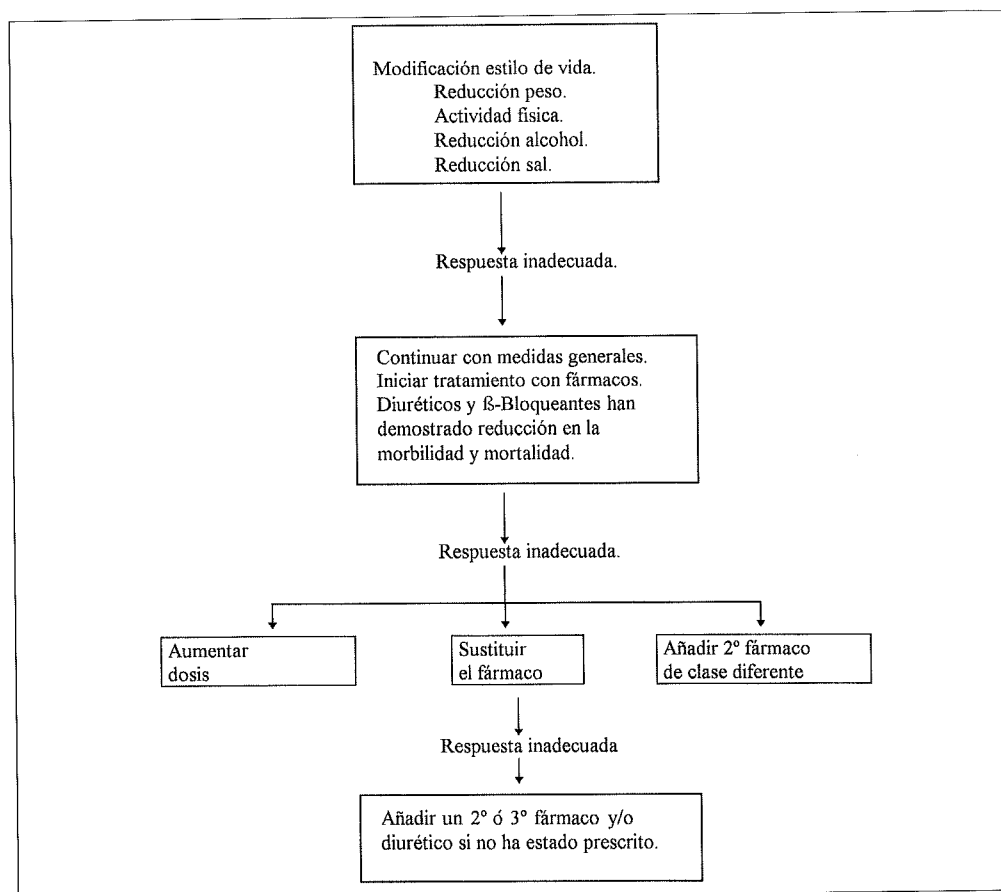 Modificación estilo de vida.
Reducción peso.
Actividad física.
Reducción alcohol.
Reducción sal.
Respuesta inadecuada.
Continuar con medidas generales.
Iniciar tratamiento con fármacos.
Diuréticos y ß-Bloqueantes han
demostrado reducción en la
morbilidad y mortalidad.
Respuesta inadecuada.
Aumentar
dosis
Sustituir
el fármaco
Añadir 2º fármaco
de clase diferente
Respuesta inadecuada
Añadir un 2º ó 3º fármaco y/o
diurético si no ha estado prescrito.